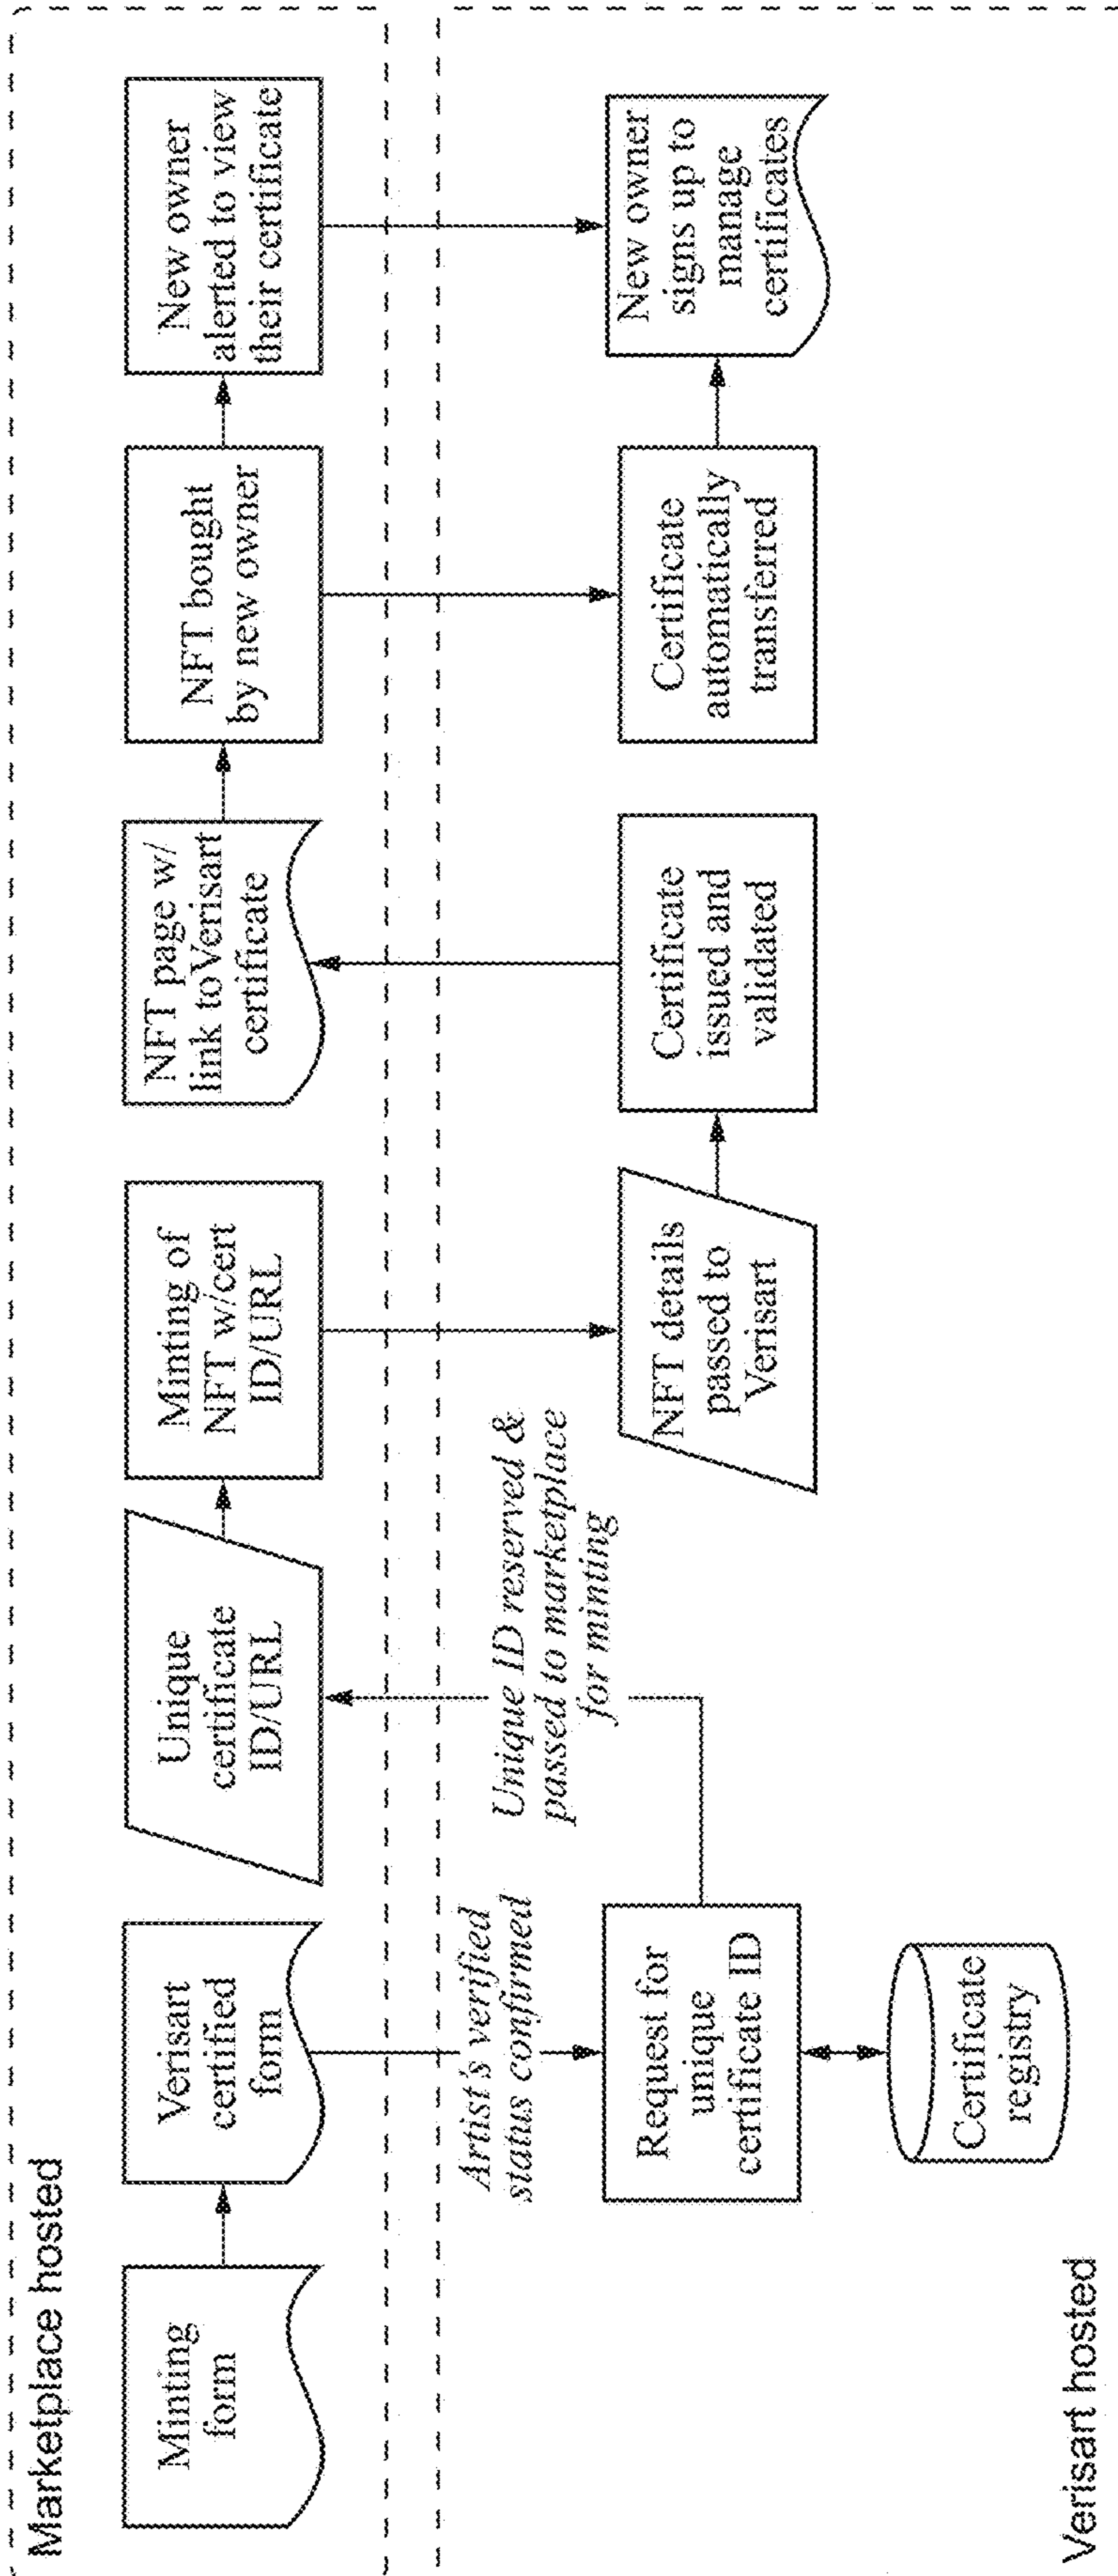 Marketplace hosted
Minting
form
Verisart
certified
form
Unique
certificate
ID/URL
Minting of
NFT w/cert
ID/URL
NFT page w/
link toVerisart
certificate
NFT bought
by new owner
New owner
alerted to view
their certificate
Artist's verified
status confirmed
Unique ID reserved &
passed to marketplace
for minting
Request for
unique
certificate ID
NFT details
passed to
Verisart
Certificate
issued and
validated
Certificate
automatically
transferred
New owner
signs up to
manage
certificates
Certificate
registry
Verisart hosted